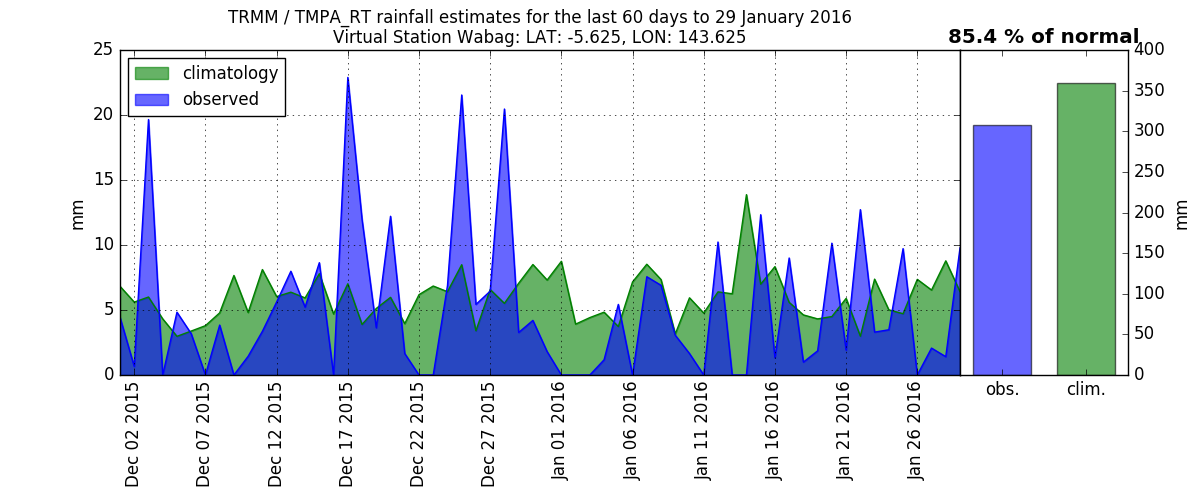 TRMM / TMPA_RT rainfall estimates for the last 60 days to 29 January 2016
Virtual Station Wabag: LAT: -5.625, LON: 143.625
85.4 % of normal
climatology
observed
25
20
15
10
5
0
mm
Dec 02 2015
Dec 07 2015
Dec 12 2015
Dec 17 2015
Dec 22 2015
Dec 27 2015
Jan 01 2016
Jan 06 2016
Jan 11 2016
Jan 16 2016
Jan 21 2016
Jan 26 2016
obs.
clim.
400
350
300
250
200
150
100
50
0
mm